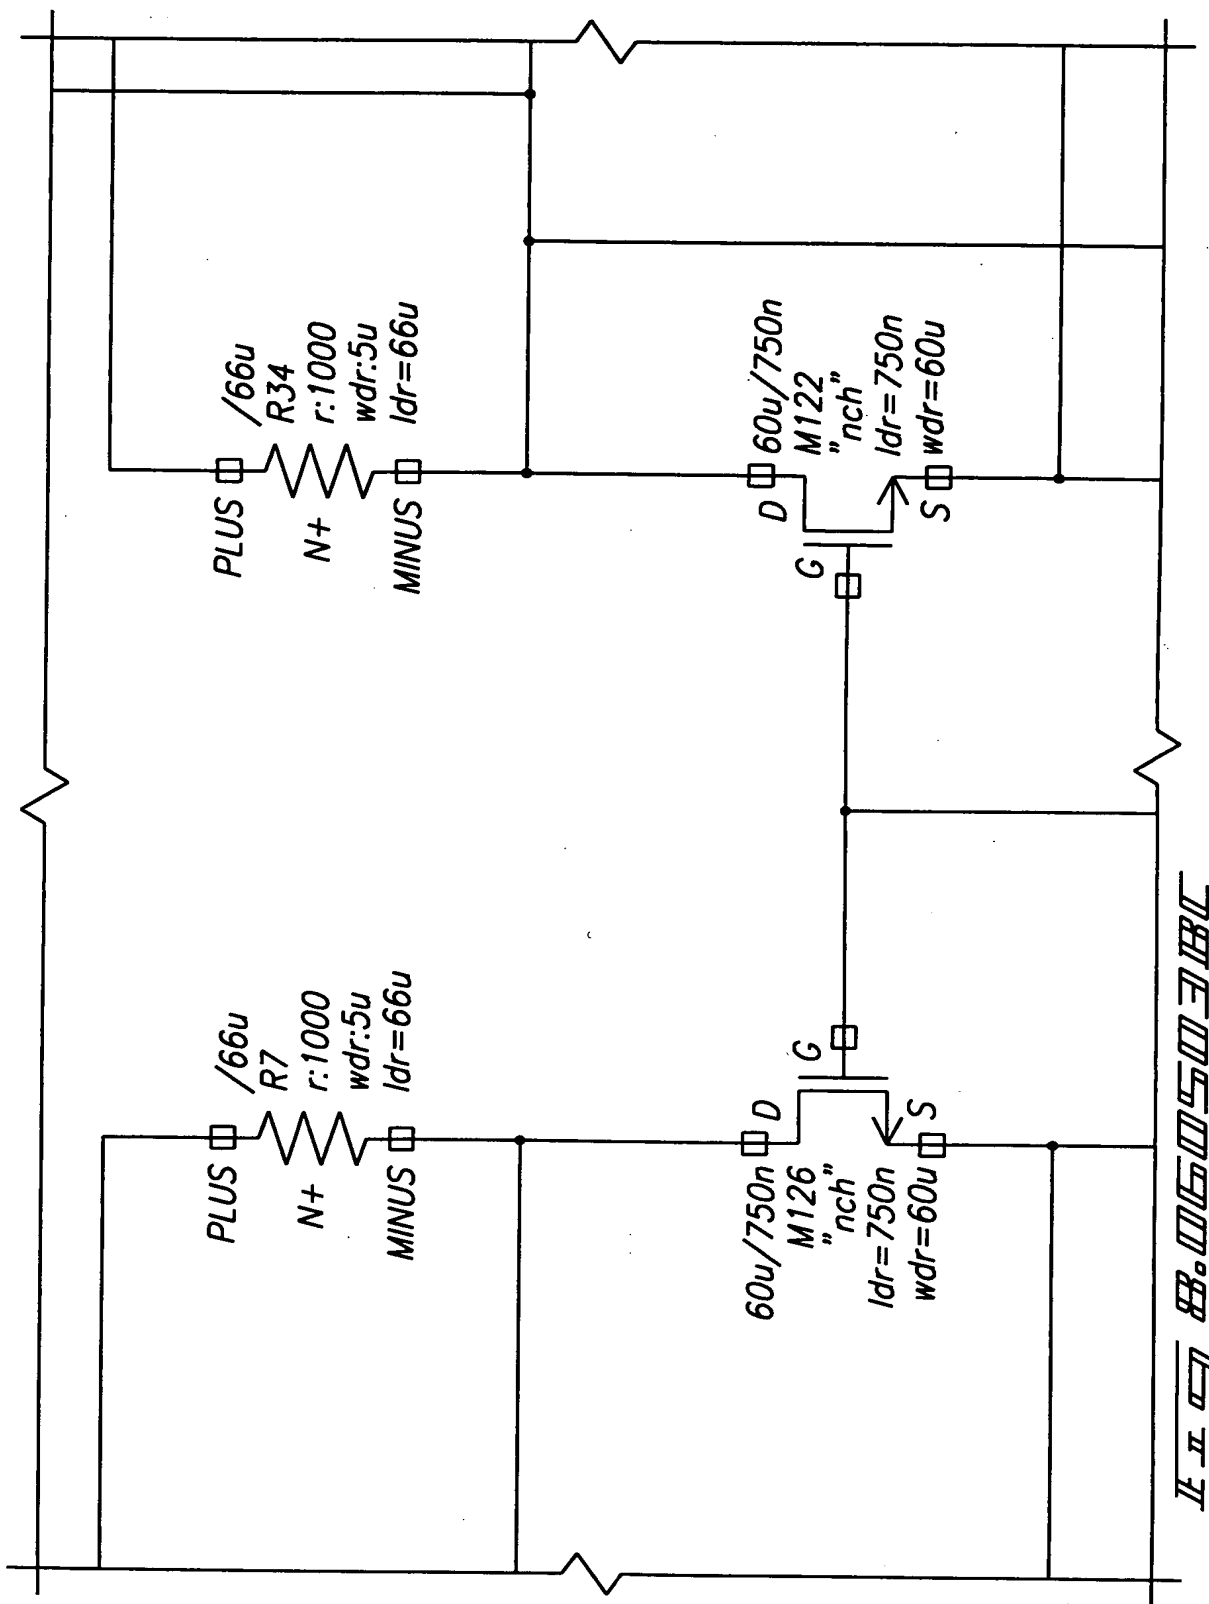 /66u
R34
r:1000
wdr:5u
ldr=66u
PLUS
N+
MINUS
60u/750n
M122
"nch"
ldr=750n
wdr=60u
D
G
S
/66u
R7
r:1000
wdr:5u
ldr=66u
PLUS
N+
MINUS
D
G
S
60u/750n
M126
"nch"
ldr=750n
wdr=60u
FIG 8.060503BC